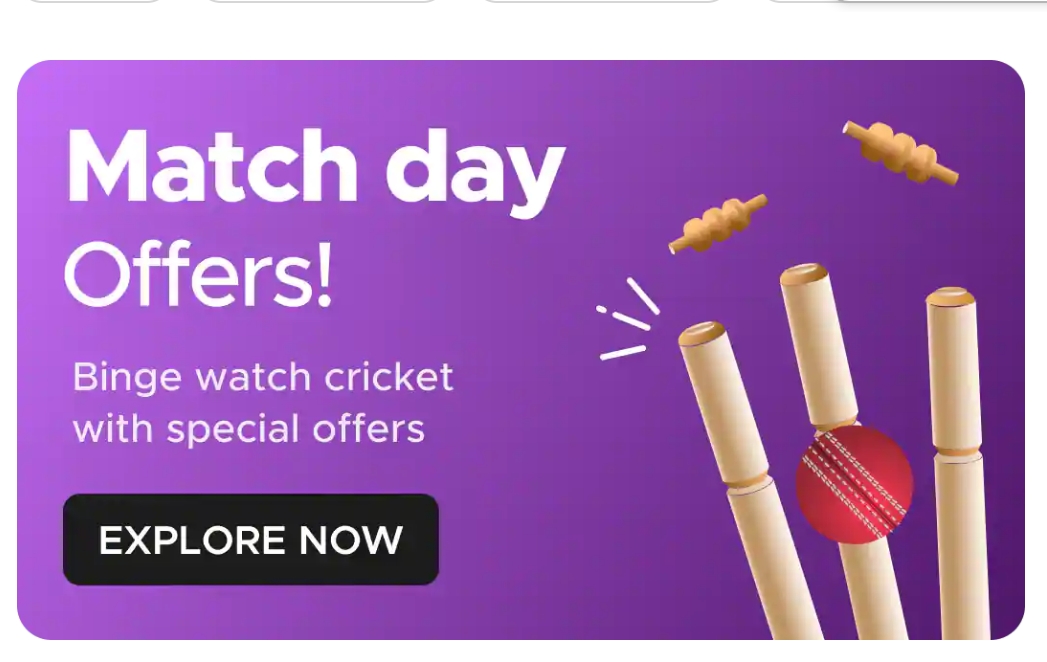 Match day
Offers!
Binge watch cricket
with special offers
EXPLORE NOW